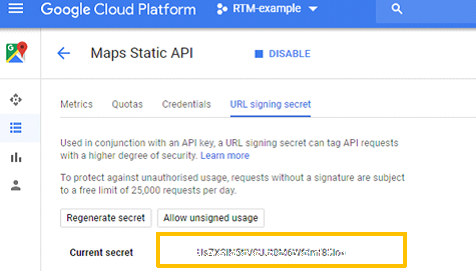 Google Cloud Platform
RTM-example
Maps Static API
DISABLE
Metrics
Quotas
Credentials
URL signing secret
Used in conjunction with an API key, a URL signing secret can tag API requests
with a higher degree of security. Learn more
To protect against unauthorised usage, requests without a signature are subject
to a free limit of 25,000 requests per day.
Regenerate secret
Allow unsigned usage
Current secret